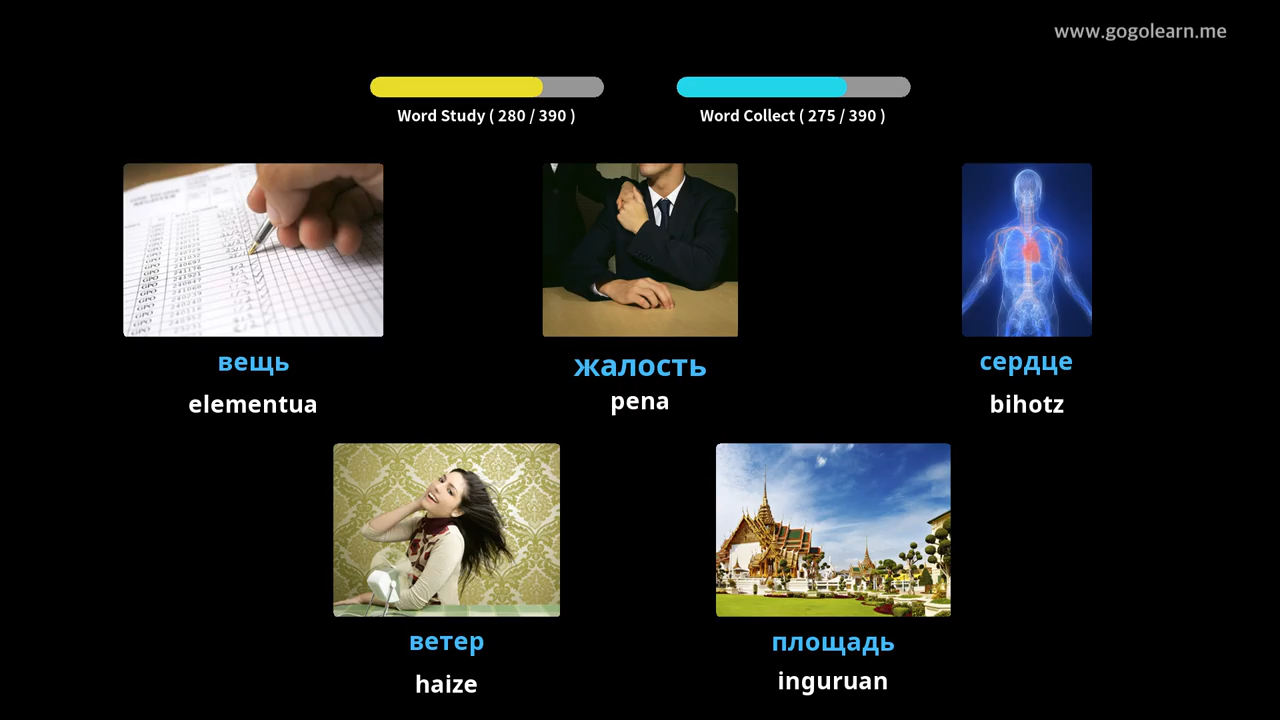 www.gogolearn.me
Word Study ( 280 / 390 )
Word Collect ( 275 / 390 )
вещь
elementua
жалость
pena
сердце
bihotz
ветер
haize
площадь
inguruan